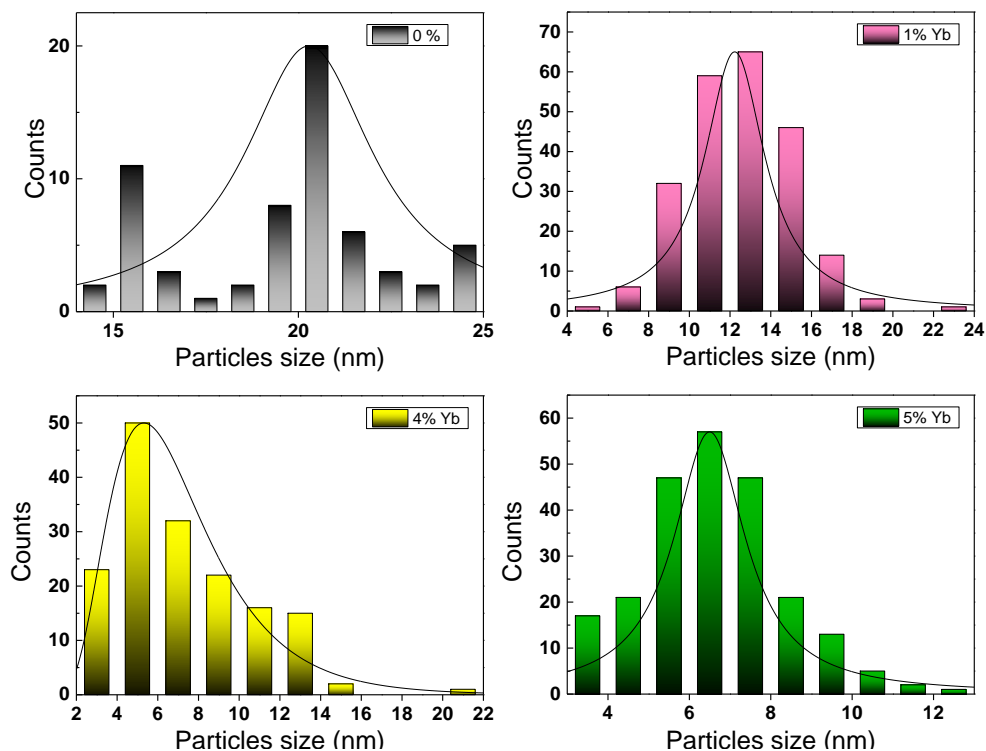 0 %
Counts
20
10
0
15 20 25
Particles size (nm)
1% Yb
Counts
70
60
50
40
30
20
10
0
4 6 8 10 12 14 16 18 20 22 24
Particles size (nm)
4% Yb
Counts
50
40
30
20
10
0
2 4 6 8 10 12 14 16 18 20 22
Particles size (nm)
5% Yb
Counts
60
50
40
30
20
10
0
4 6 8 10 12
Particles size (nm)